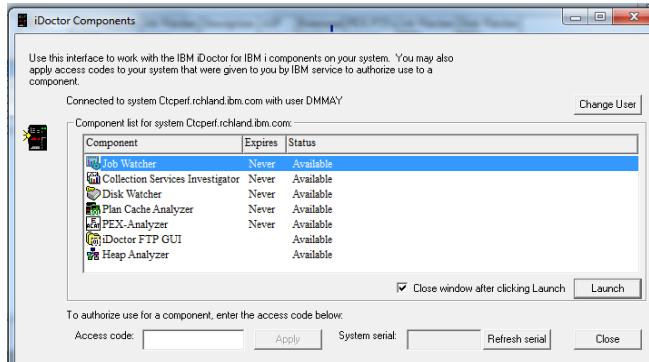 iDoctor Components
Use this interface to work with the IBM iDoctor for IBM i components on your system. You may also
apply access codes to your system that were given to you by IBM service to authorize use to a
component.
Connected to system Ctcperf.rchland.ibm.com with user DMMAY
Change User
Component list for system Ctcperf.rchland.ibm.com:
Component Expires Status
Job Watcher Never Available
Collection Services Investigator Never Available
Disk Watcher Never Available
Plan Cache Analyzer Never Available
PEX-Analyzer Never Available
iDoctor FTP GUI Available
Heap Analyzer Available
Close window after clicking Launch Launch
To authorize use for a component, enter the access code below:
Access code: Apply System serial: Refresh serial Close